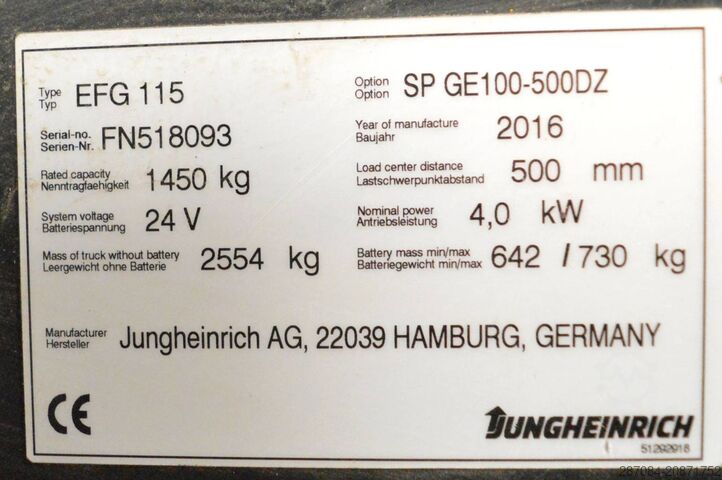 Type EFG 115 Option SP GE100-500DZ
Typ Option
Serial-no. FN518093 Year of manufacture 2016
Serien-Nr. Baujahr
Rated capacity 1450 kg Load center distance 500 mm
Nenntragfaehigkeit Lastschwerpunktabstand
System voltage 24 V Nominal power 4,0 kW
Batteriespannung Antriebsleistung
Mass of truck without battery 2554 kg Battery mass min/max 642 / 730 kg
Leergewicht ohne Batterie Batteriegewicht min/max
Manufacturer Jungheinrich AG, 22039 HAMBURG, GERMANY
Hersteller
CE JUNGHEINRICH
51292918
287084-20871752